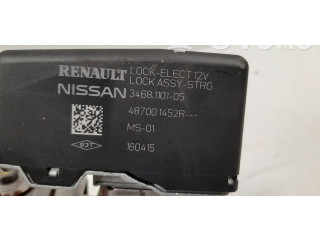 RENAULT LOCK-ELECT 12V
LOCK ASSY-STRG
NISSAN 3468.1101-05
487001452R---
MS-01
160415